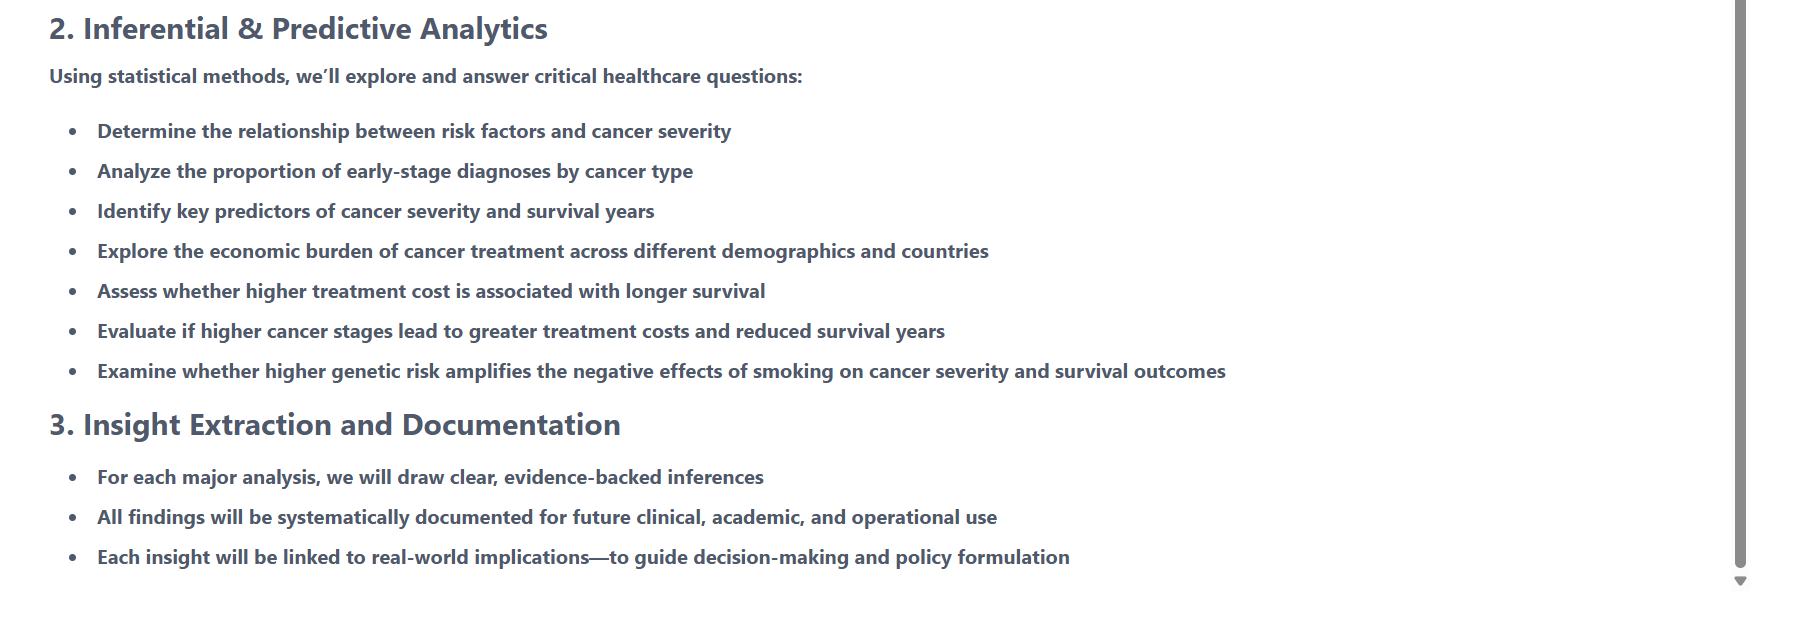 2. Inferential & Predictive Analytics
Using statistical methods, we’ll explore and answer critical healthcare questions:
• Determine the relationship between risk factors and cancer severity
• Analyze the proportion of early-stage diagnoses by cancer type
• Identify key predictors of cancer severity and survival years
• Explore the economic burden of cancer treatment across different demographics and countries
• Assess whether higher treatment cost is associated with longer survival
• Evaluate if higher cancer stages lead to greater treatment costs and reduced survival years
• Examine whether higher genetic risk amplifies the negative effects of smoking on cancer severity and survival outcomes
3. Insight Extraction and Documentation
• For each major analysis, we will draw clear, evidence-backed inferences
• All findings will be systematically documented for future clinical, academic, and operational use
• Each insight will be linked to real-world implications—to guide decision-making and policy formulation